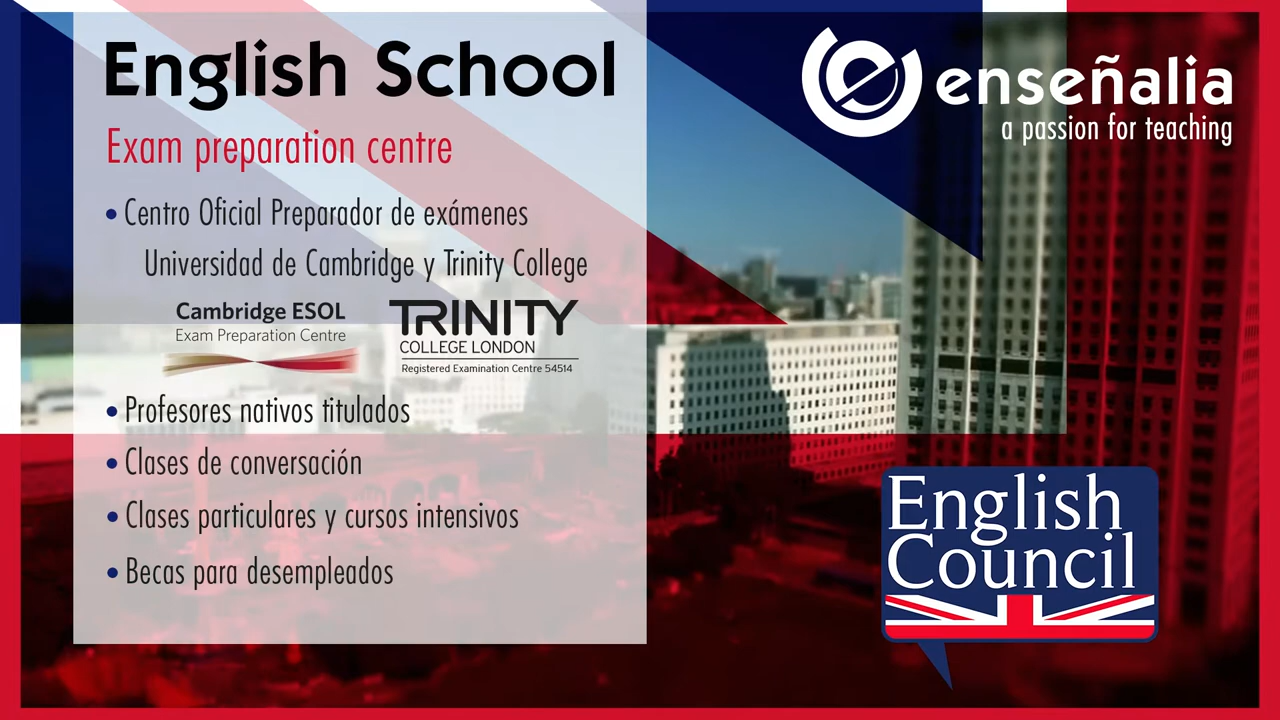 English School
Exam preparation centre
• Centro Oficial Preparador de exámenes
Universidad de Cambridge y Trinity College
Cambridge ESOL
Exam Preparation Centre
TRINITY
COLLEGE LONDON
Registered Examination Centre 54514
• Profesores nativos titulados
• Clases de conversación
• Clases particulares y cursos intensivos
• Becas para desempleados
enseñalia
a passion for teaching
English
Council